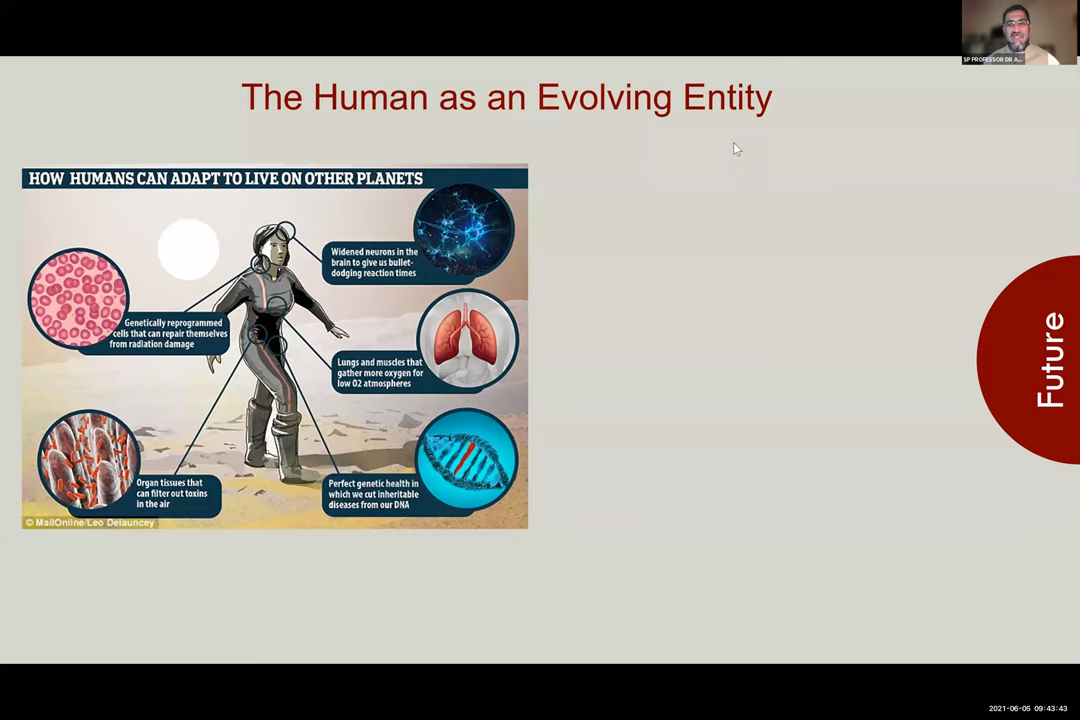 SP PROFESSOR DR A...
The Human as an Evolving Entity
HOW HUMANS CAN ADAPT TO LIVE ON OTHER PLANETS
Widened neurons in the
brain to give us bullet-
dodging reaction times
Genetically reprogrammed
cells that can repair themselves
from radiation damage
Lungs and muscles that
gather more oxygen for
low O2 atmospheres
Organ tissues that
can filter out toxins
in the air
Perfect genetic health in
which we cut inheritable
diseases from our DNA
© MailOnline/Leo Delauncey
Future
2021-06-05 09:43:43